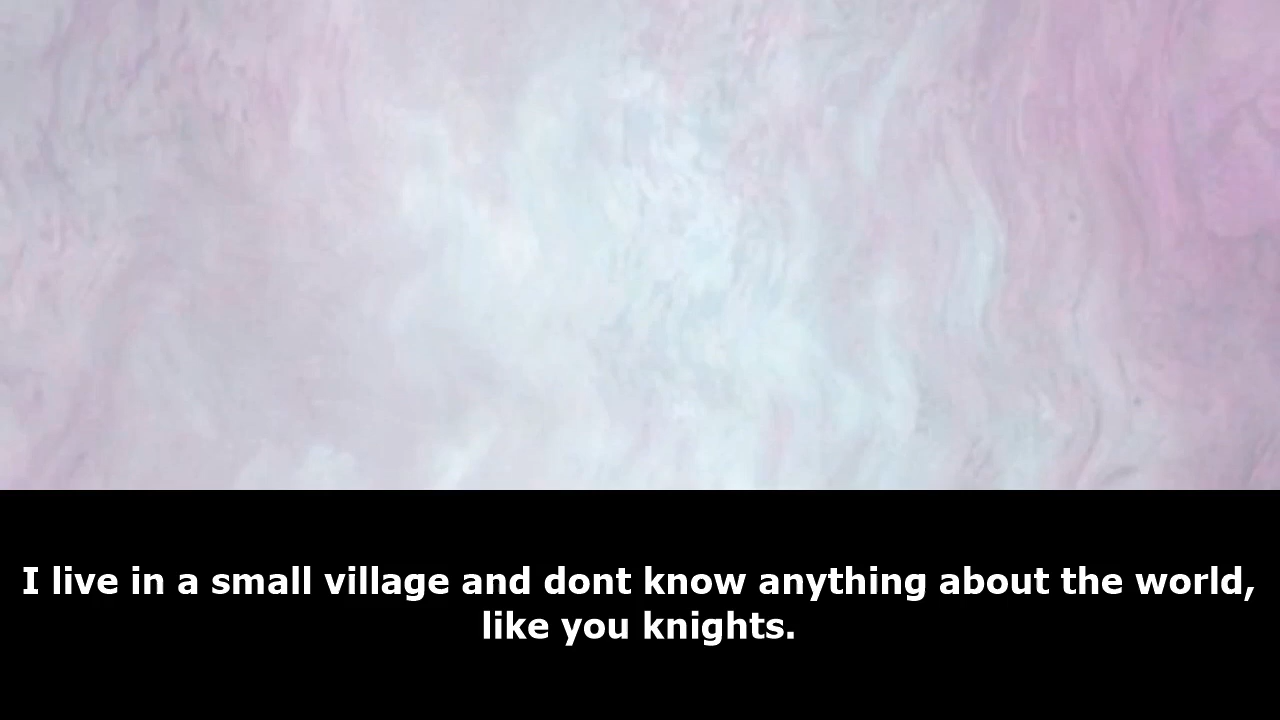 I live in a small village and dont know anything about the world,
like you knights.